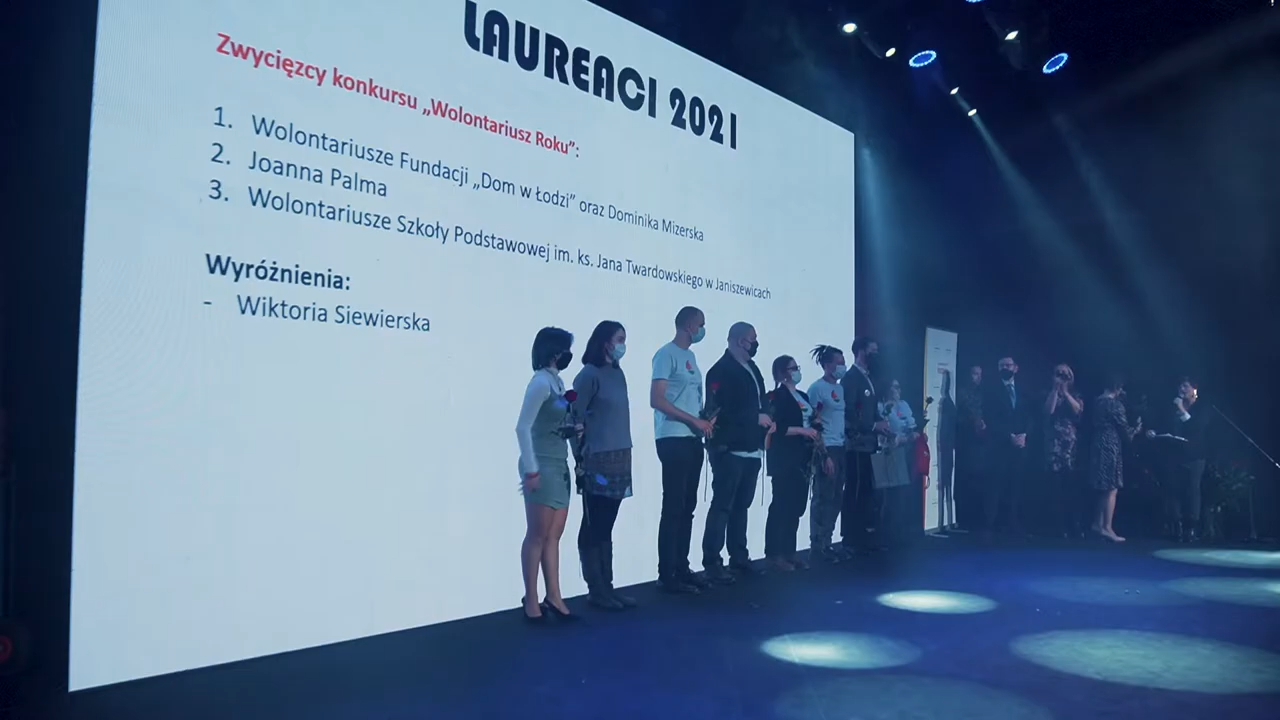 LAUREACI 2021
Zwycięzcy konkursu „Wolontariusz Roku”:
1. Wolontariusze Fundacji „Dom w Łodzi” oraz Dominika Mizerska
2. Joanna Palma
3. Wolontariusze Szkoły Podstawowej im. ks. Jana Twardowskiego w Janiszewicach
Wyróżnienia:
- Wiktoria Siewierska